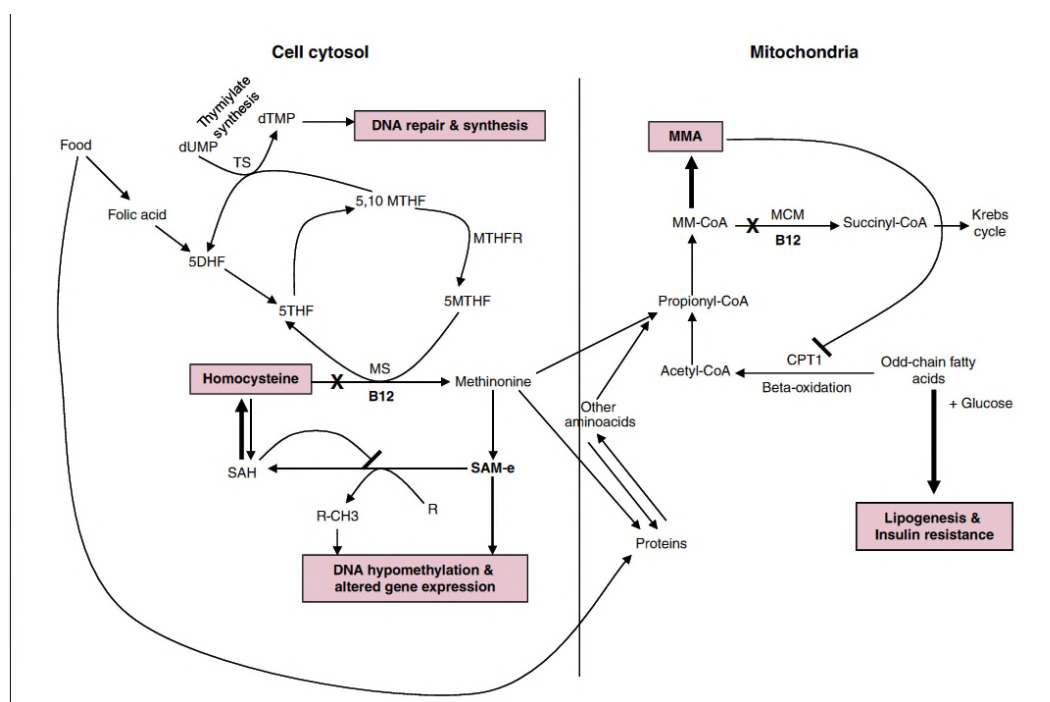 Cell cytosol
Mitochondria
Thymiylate
synthesis
dTMP
DNA repair & synthesis
MMA
Food
dUMP
TS
5,10 MTHF
Folic acid
MM-CoA
X
MCM
B12
Succinyl-CoA
Krebs
cycle
MTHFR
5DHF
5THF
5MTHF
Propionyl-CoA
Homocysteine
X
MS
B12
Methinonine
Acetyl-CoA
CPT1
Beta-oxidation
Odd-chain fatty
acids
+ Glucose
Other
aminoacids
SAH
SAM-e
R-CH3
R
Proteins
Lipogenesis &
Insulin resistance
DNA hypomethylation &
altered gene expression